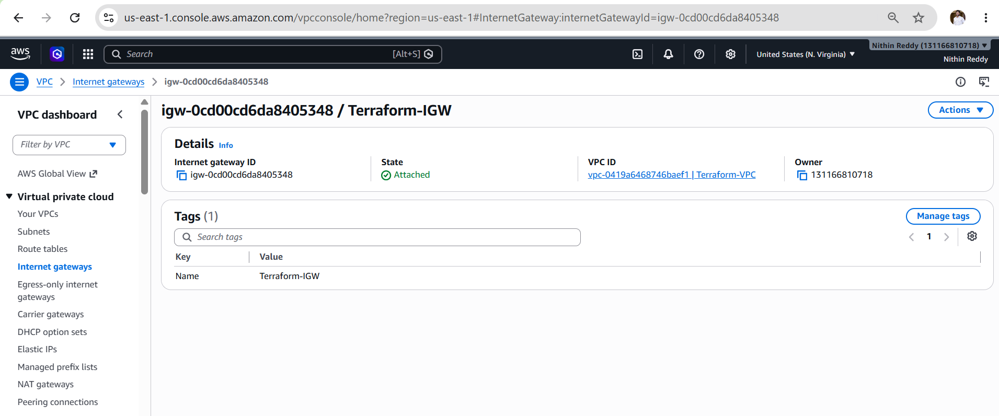 us-east-1.console.aws.amazon.com/vpcconsole/home?region=us-east-1#InternetGateway:internetGatewayId=igw-0cd00cd6da8405348
aws
Search [Alt+S]
United States (N. Virginia)
Nithin Reddy (131166810718)
Nithin Reddy
VPC
Internet gateways
igw-0cd00cd6da8405348
VPC dashboard
Filter by VPC
AWS Global View
Virtual private cloud
Your VPCs
Subnets
Route tables
Internet gateways
Egress-only internet
gateways
Carrier gateways
DHCP option sets
Elastic IPs
Managed prefix lists
NAT gateways
Peering connections
igw-0cd00cd6da8405348 / Terraform-IGW
Actions
Details Info
Internet gateway ID
igw-0cd00cd6da8405348
State
Attached
VPC ID
vpc-0419a6468746baef1 | Terraform-VPC
Owner
131166810718
Tags (1)
Manage tags
Search tags
1
Key Value
Name Terraform-IGW